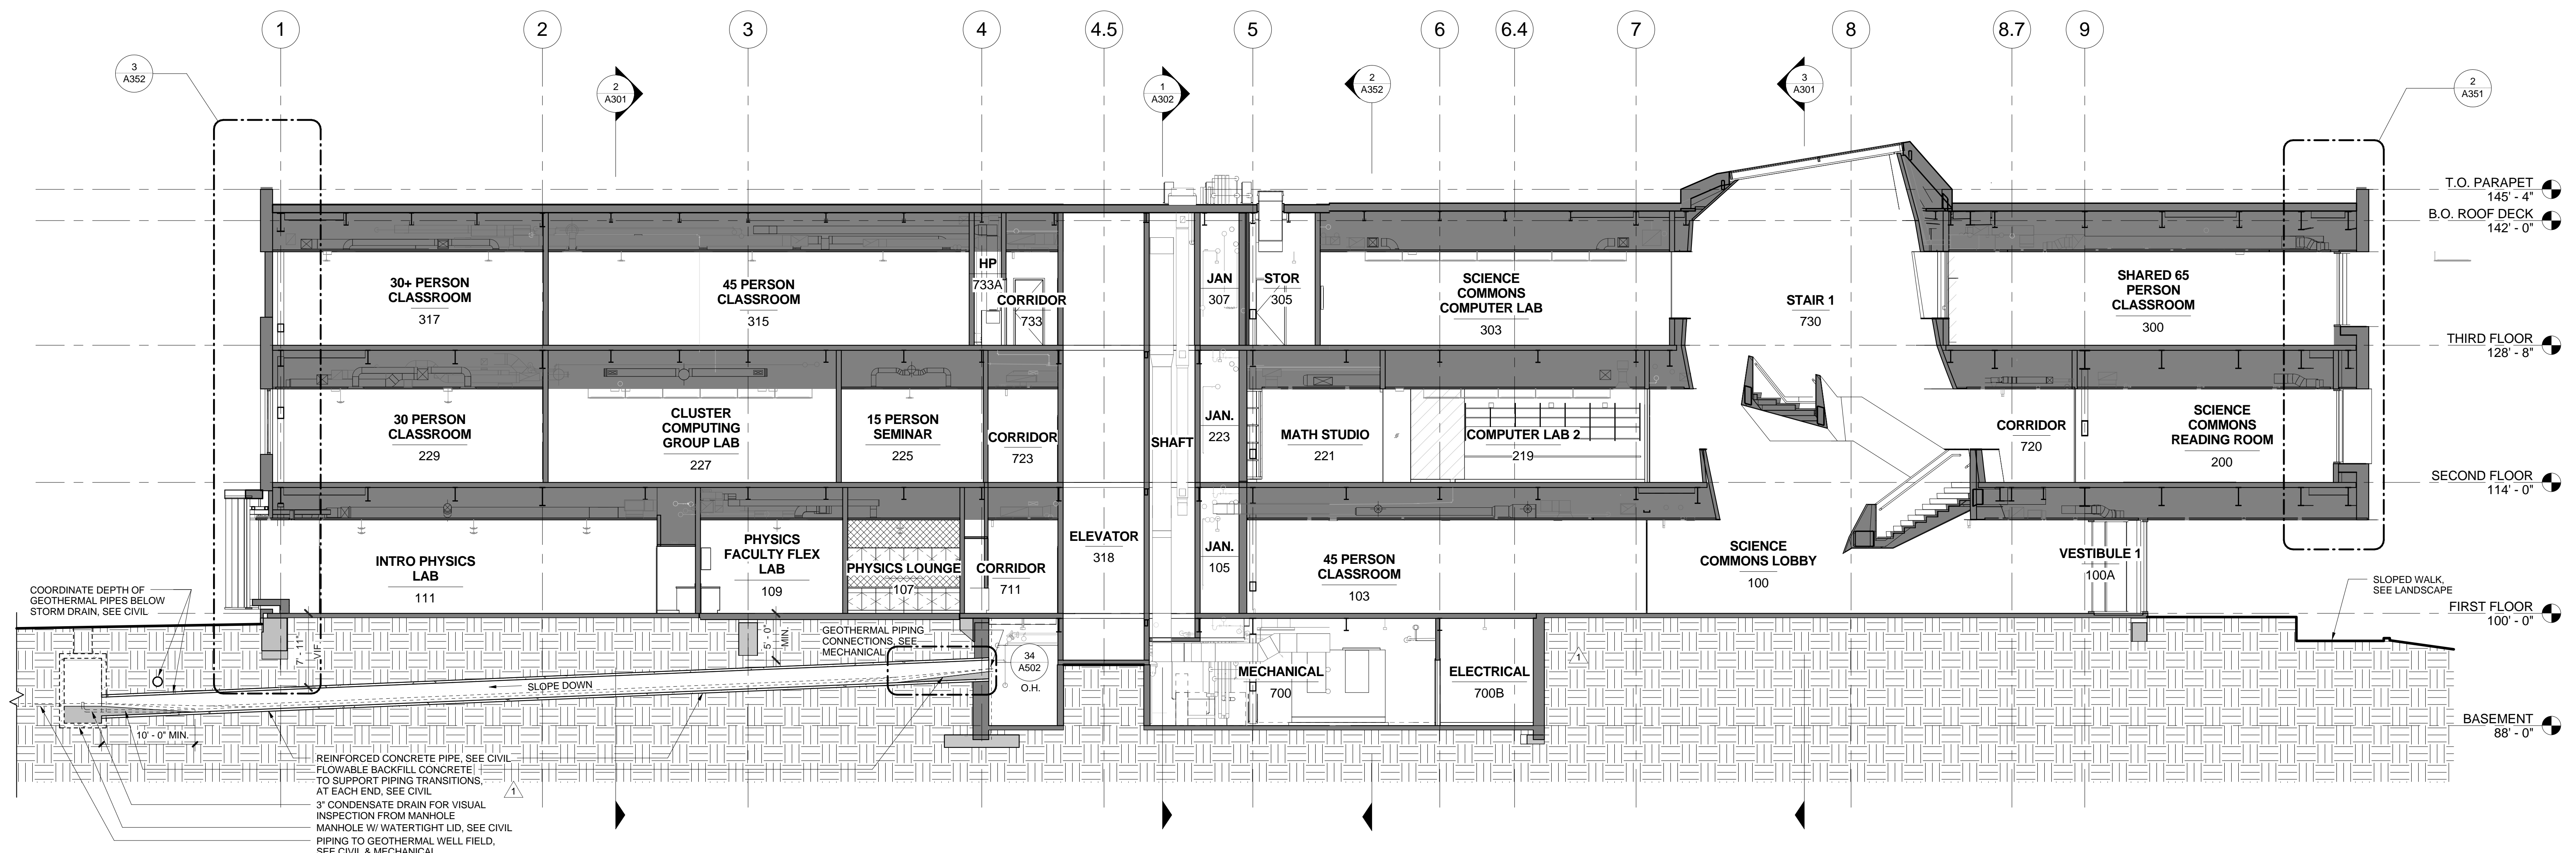 1
2
3
4
4.5
5
6
6.4
7
8
8.7
9
3
A352
2
A301
1
A302
2
A352
3
A301
2
A351
T.O. PARAPET
145' - 4"
B.O. ROOF DECK
142' - 0"
30+ PERSON
CLASSROOM
317
45 PERSON
CLASSROOM
315
HP
733A
CORRIDOR
733
JAN
307
STOR
305
SCIENCE
COMMONS
COMPUTER LAB
303
STAIR 1
730
SHARED 65
PERSON
CLASSROOM
300
THIRD FLOOR
128' - 8"
30 PERSON
CLASSROOM
229
CLUSTER
COMPUTING
GROUP LAB
227
15 PERSON
SEMINAR
225
CORRIDOR
723
SHAFT
JAN.
223
MATH STUDIO
221
COMPUTER LAB 2
219
CORRIDOR
720
SCIENCE
COMMONS
READING ROOM
200
SECOND FLOOR
114' - 0"
INTRO PHYSICS
LAB
111
PHYSICS
FACULTY FLEX
LAB
109
PHYSICS LOUNGE
107
CORRIDOR
711
ELEVATOR
318
JAN.
105
45 PERSON
CLASSROOM
103
SCIENCE
COMMONS LOBBY
100
VESTIBULE 1
100A
SLOPED WALK,
SEE LANDSCAPE
FIRST FLOOR
100' - 0"
COORDINATE DEPTH OF
GEOTHERMAL PIPES BELOW
STORM DRAIN, SEE CIVIL
7' - 11"
VIF
5' - 0"
MIN.
GEOTHERMAL PIPING
CONNECTIONS, SEE
MECHANICAL
34
A502
O.H.
SLOPE DOWN
MECHANICAL
700
ELECTRICAL
700B
1
BASEMENT
88' - 0"
10' - 0" MIN.
REINFORCED CONCRETE PIPE, SEE CIVIL
FLOWABLE BACKFILL CONCRETE
TO SUPPORT PIPING TRANSITIONS,
AT EACH END, SEE CIVIL
1
3" CONDENSATE DRAIN FOR VISUAL
INSPECTION FROM MANHOLE
MANHOLE W/ WATERTIGHT LID, SEE CIVIL
PIPING TO GEOTHERMAL WELL FIELD,
SEE CIVIL & MECHANICAL